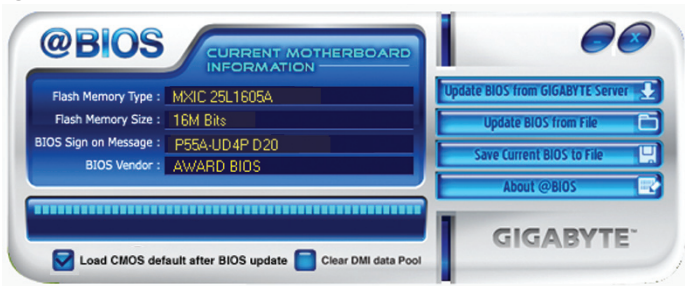 @BIOS
CURRENT MOTHERBOARD
INFORMATION
Flash Memory Type : MXIC 25L1605A
Flash Memory Size : 16M Bits
BIOS Sign on Message : P55A-UD4P D20
BIOS Vendor : AWARD BIOS
Load CMOS default after BIOS update
Clear DMI data Pool
- X
Update BIOS from GIGABYTE Server
Update BIOS from File
Save Current BIOS to File
About @BIOS
GIGABYTE™